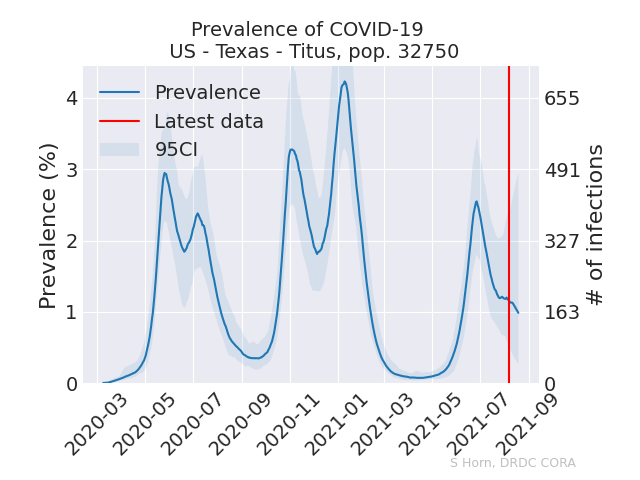 Prevalence of COVID-19
US - Texas - Titus, pop. 32750
Prevalence
Latest data
95CI
Prevalence (%)
4
3
2
1
0
# of infections
655
491
327
163
0
2020-03
2020-05
2020-07
2020-09
2020-11
2021-01
2021-03
2021-05
2021-07
2021-09
S Horn, DRDC CORA